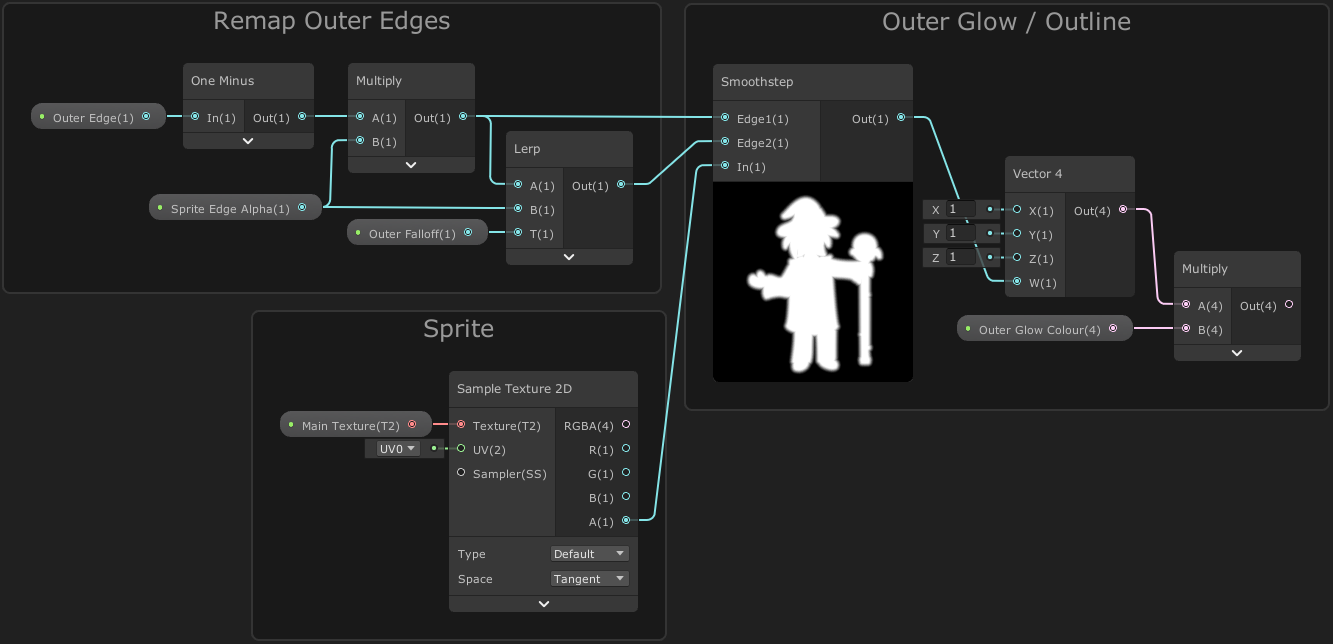 Remap Outer Edges
One Minus
Outer Edge(1)
In(1)
Out(1)
Multiply
A(1)
Out(1)
B(1)
Sprite Edge Alpha(1)
Outer Falloff(1)
Lerp
A(1)
Out(1)
B(1)
T(1)
Sprite
Main Texture(T2)
UV0
Sample Texture 2D
Texture(T2)
RGBA(4)
UV(2)
R(1)
Sampler(SS)
G(1)
B(1)
A(1)
Type
Default
Space
Tangent
Outer Glow / Outline
Smoothstep
Edge1(1)
Out(1)
Edge2(1)
In(1)
X 1
Y 1
Z 1
Vector 4
X(1)
Out(4)
Y(1)
Z(1)
W(1)
Outer Glow Colour(4)
Multiply
A(4)
Out(4)
B(4)